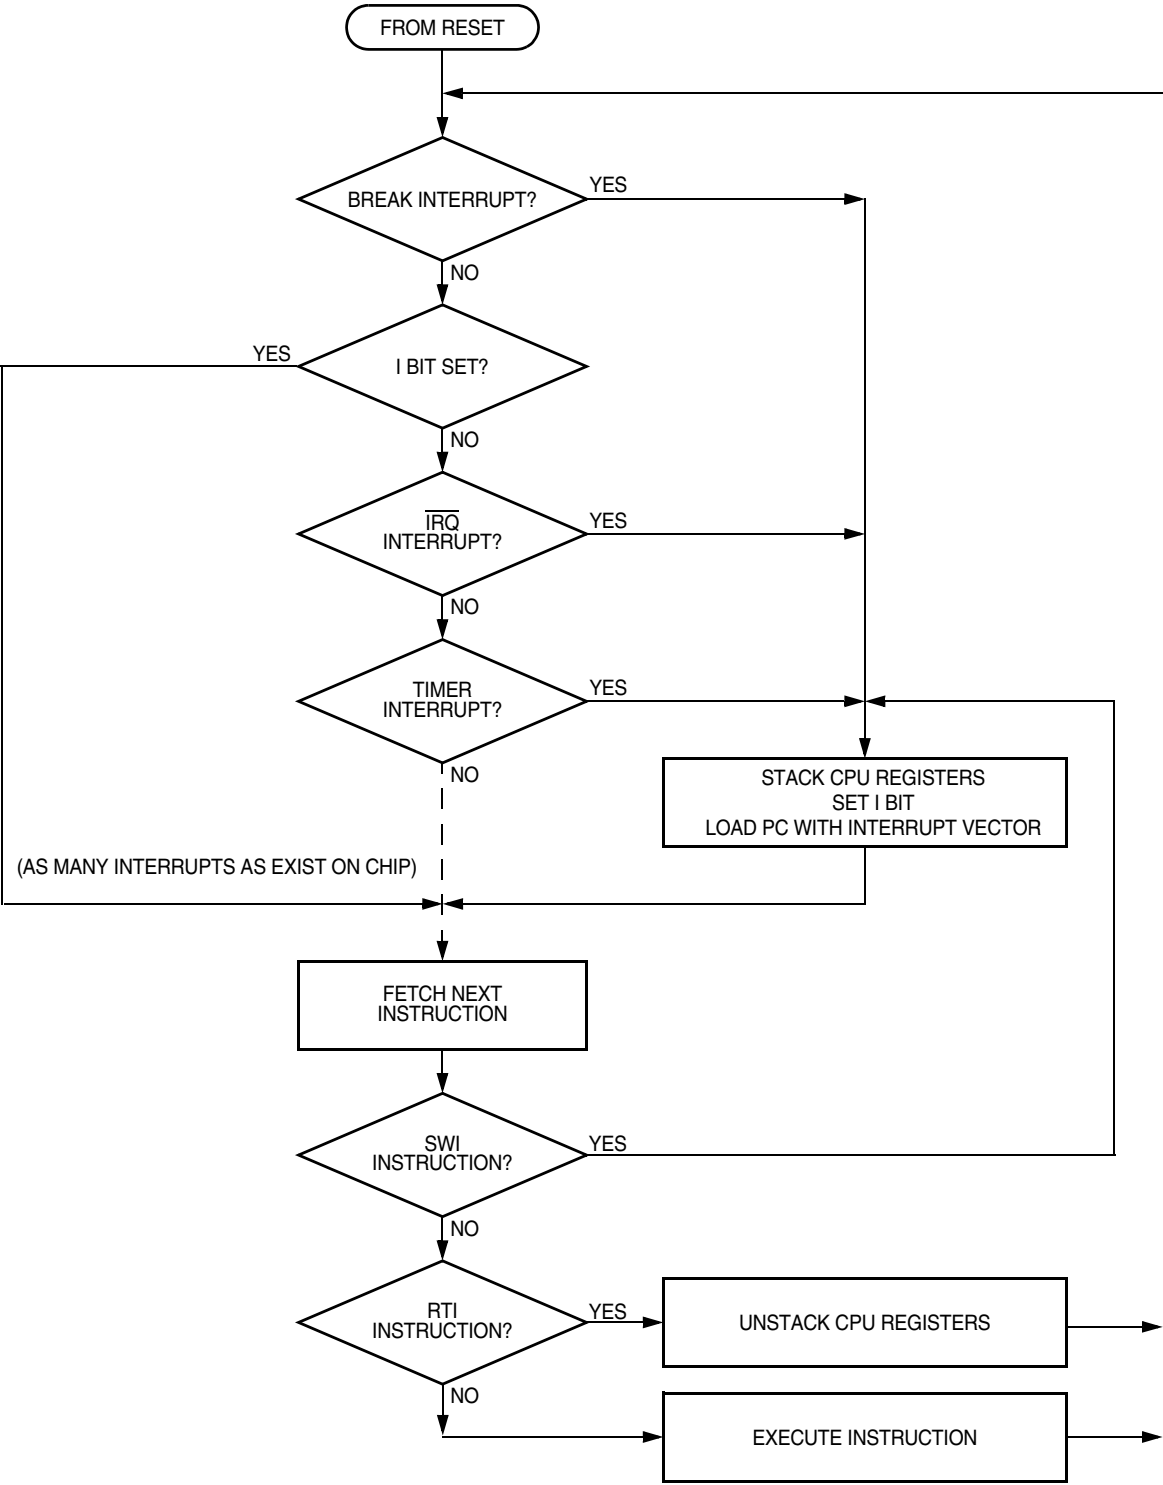 FROM RESET
BREAK INTERRUPT?
YES
NO
YES
I BIT SET?
NO
IRQ
INTERRUPT?
YES
NO
TIMER
INTERRUPT?
YES
NO
STACK CPU REGISTERS
SET I BIT
LOAD PC WITH INTERRUPT VECTOR
(AS MANY INTERRUPTS AS EXIST ON CHIP)
FETCH NEXT
INSTRUCTION
SWI
INSTRUCTION?
YES
NO
RTI
INSTRUCTION?
YES
UNSTACK CPU REGISTERS
NO
EXECUTE INSTRUCTION